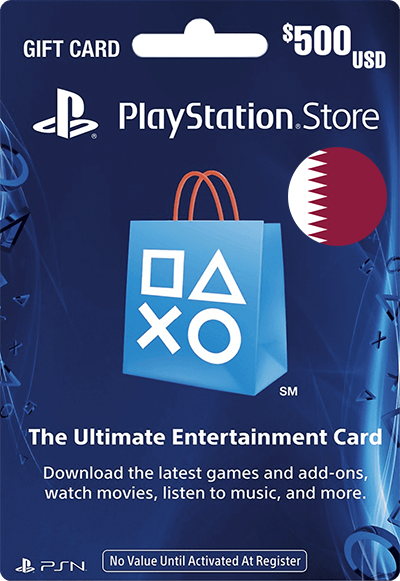 GIFT CARD
$500 USD
PlayStation®Store
SM
The Ultimate Entertainment Card
Download the latest games and add-ons,
watch movies, listen to music, and more.
PSN. No Value Until Activated At Register